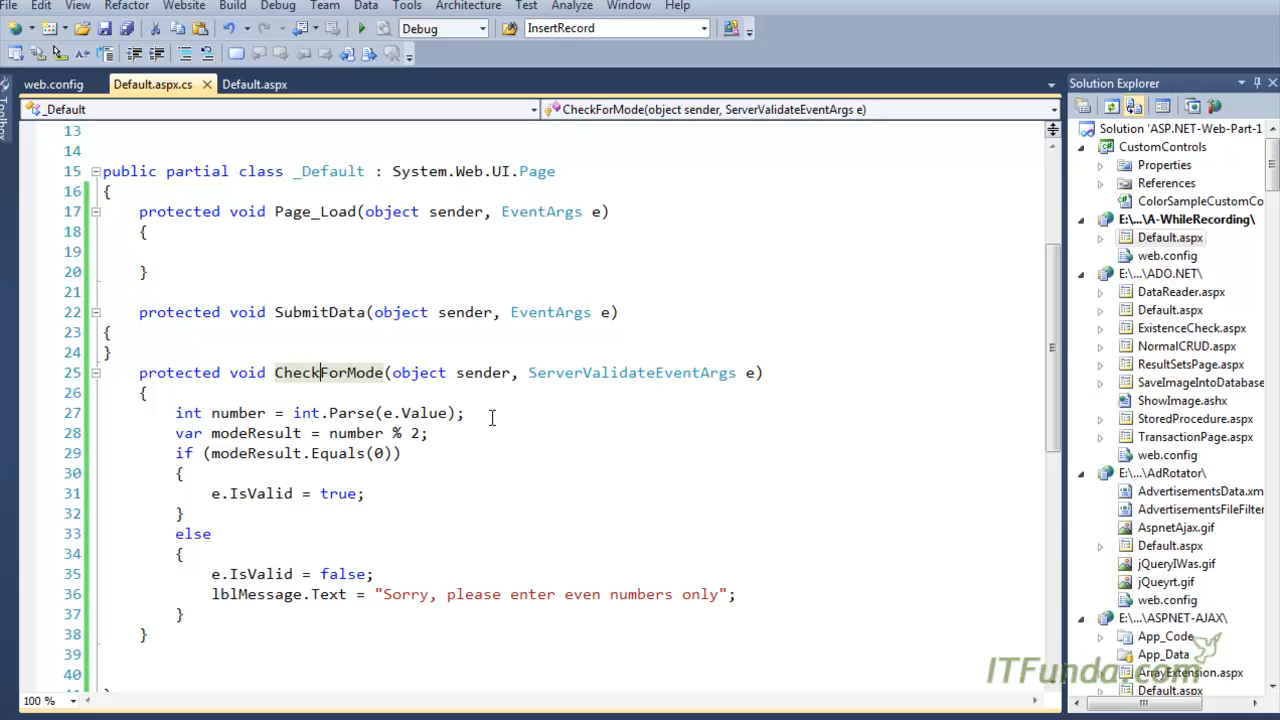 File Edit View Refactor Website Build Debug Team Data Tools Architecture Test Analyze Window Help
Debug InsertRecord
web.config Default.aspx.cs Default.aspx
_Default CheckForMode(object sender, ServerValidateEventArgs e)
Toolbox
13
14
15 public partial class _Default : System.Web.UI.Page
16 {
17 protected void Page_Load(object sender, EventArgs e)
18 {
19
20 }
21
22 protected void SubmitData(object sender, EventArgs e)
23 {
24 }
25 protected void CheckForMode(object sender, ServerValidateEventArgs e)
26 {
27 int number = int.Parse(e.Value);
28 var modeResult = number % 2;
29 if (modeResult.Equals(0))
30 {
31 e.IsValid = true;
32 }
33 else
34 {
35 e.IsValid = false;
36 lblMessage.Text = "Sorry, please enter even numbers only";
37 }
38 }
39
40
}
100 %
Solution Explorer
Solution 'ASP.NET-Web-Part-1
CustomControls
Properties
References
ColorSampleCustomCo
E:\...\A-WhileRecording\
Default.aspx
web.config
E:\...\ADO.NET\
DataReader.aspx
Default.aspx
ExistenceCheck.aspx
NormalCRUD.aspx
ResultSetsPage.aspx
SaveImageIntoDatabase
ShowImage.ashx
StoredProcedure.aspx
TransactionPage.aspx
web.config
E:\...\AdRotator\
AdvertisementsData.xm
AdvertisementsFileFilter
AspnetAjax.gif
Default.aspx
jQueryIWas.gif
jQueyrt.gif
web.config
E:\...\ASPNET-AJAX\
App_Code
App_Data
ArrayExtension.aspx
Default.aspx
ITFunda.com